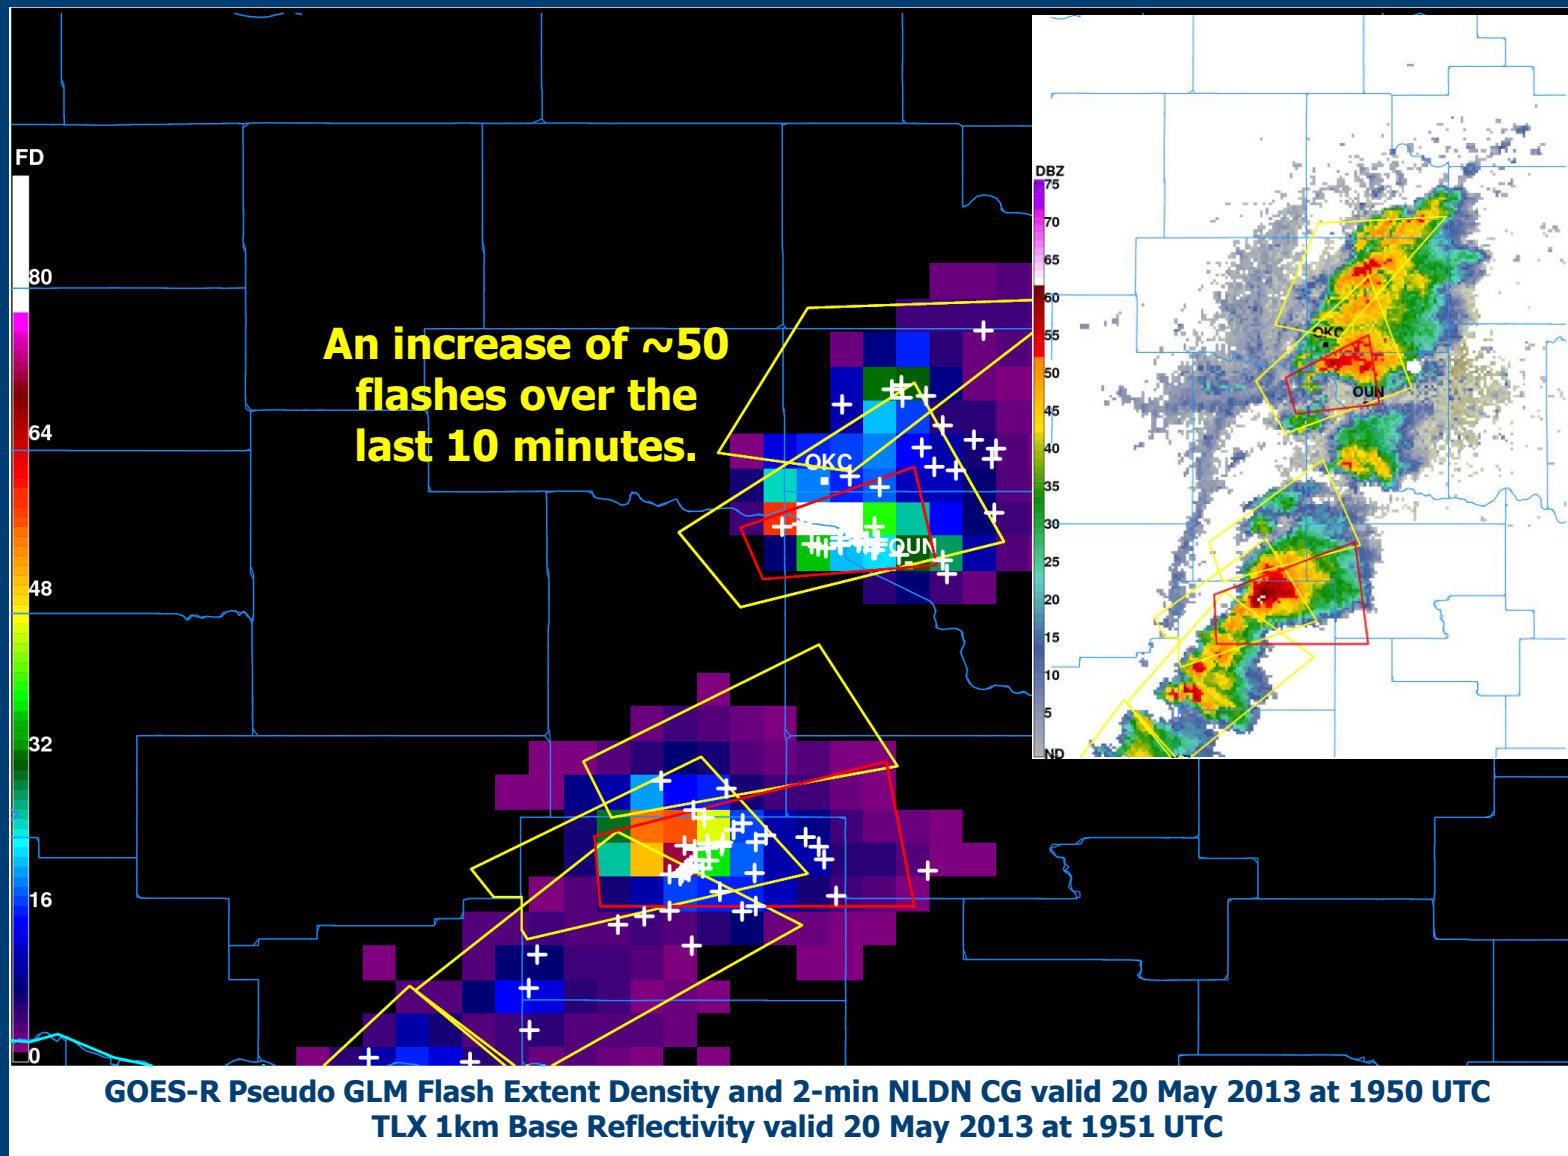 FD
80
64
48
32
16
0
An increase of ~50
flashes over the
last 10 minutes.
OKC
OUN
DBZ
75
70
65
60
55
50
45
40
35
30
25
20
15
10
5
ND
OKC
OUN
GOES-R Pseudo GLM Flash Extent Density and 2-min NLDN CG valid 20 May 2013 at 1950 UTC
TLX 1km Base Reflectivity valid 20 May 2013 at 1951 UTC